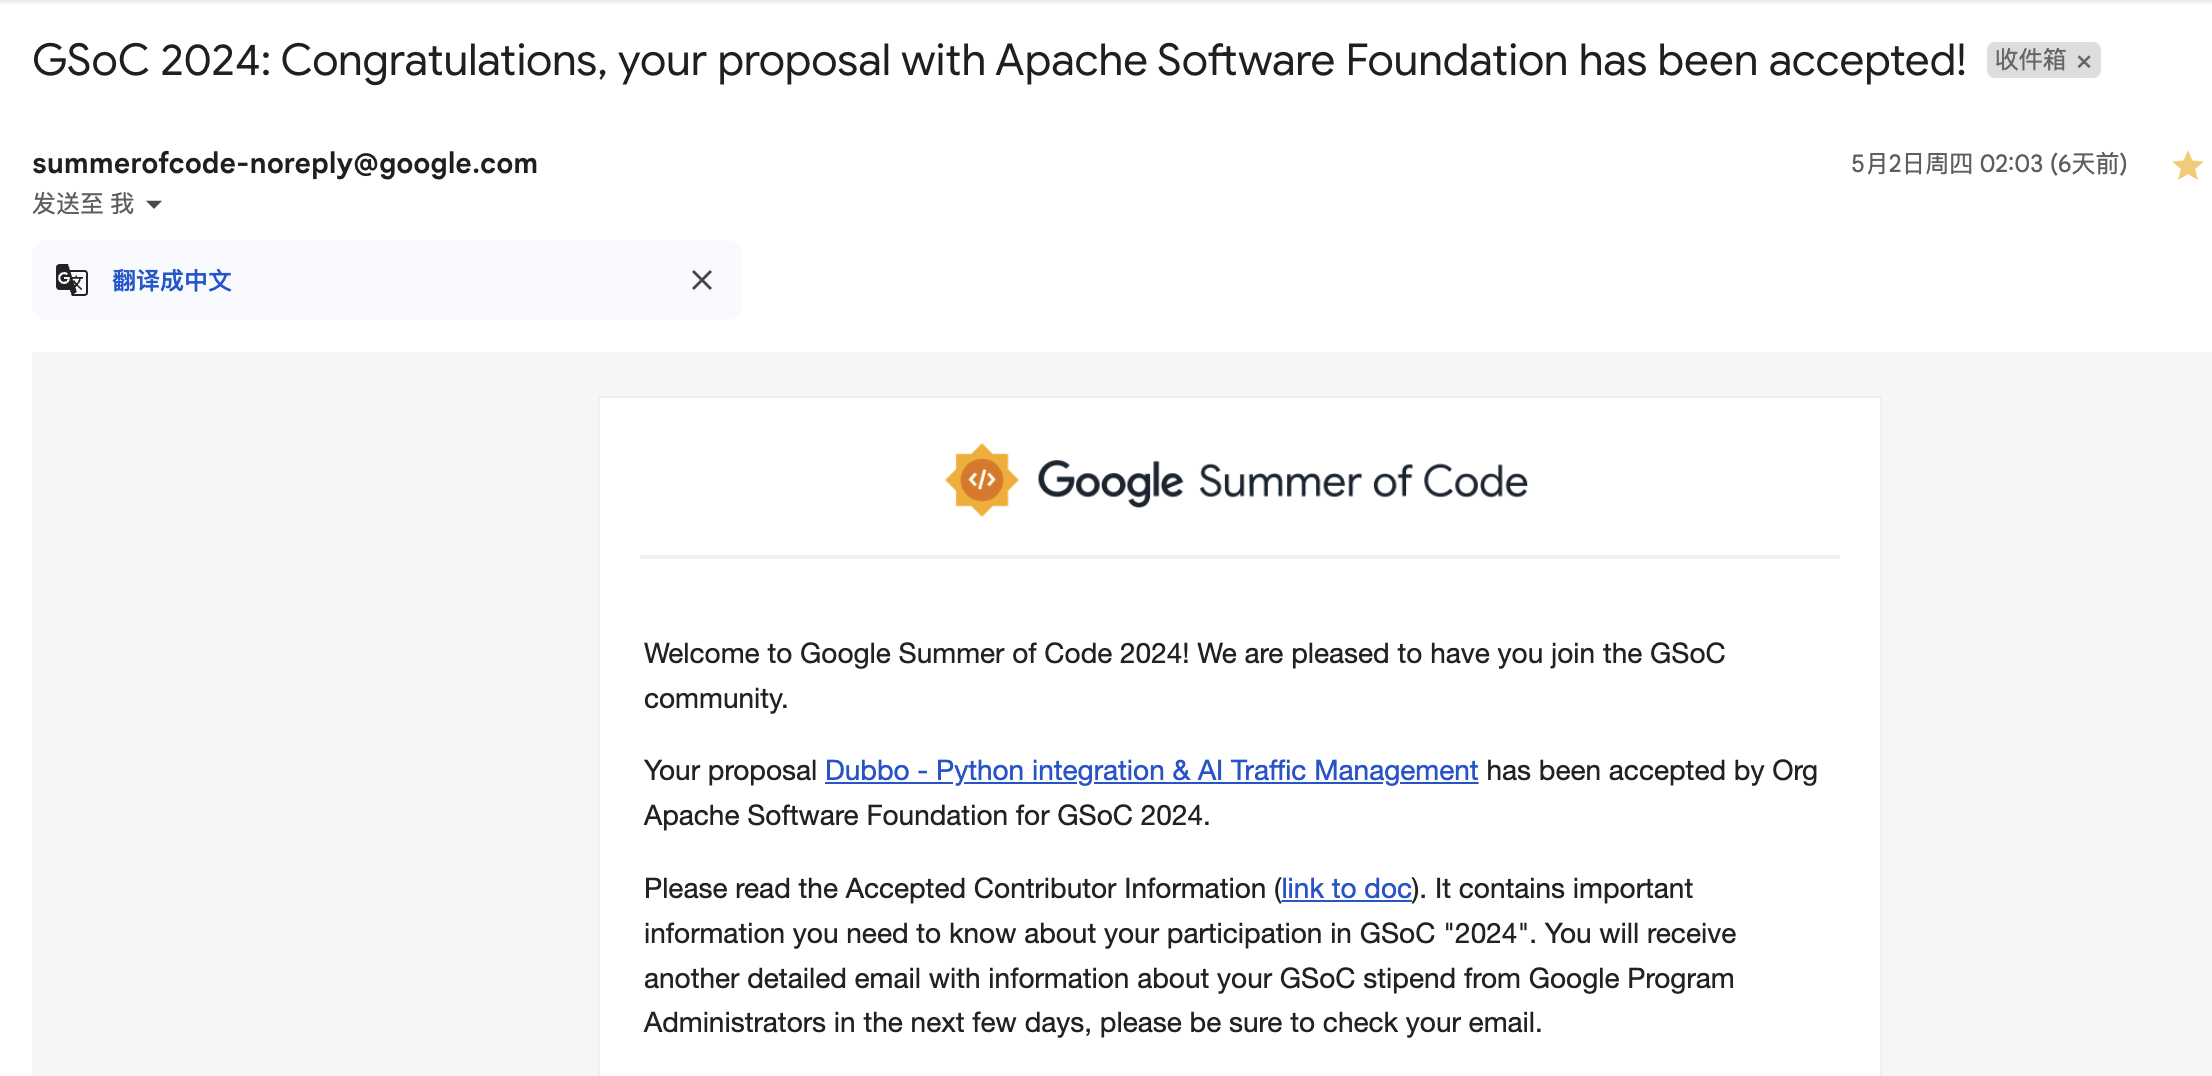 GSoC 2024: Congratulations, your proposal with Apache Software Foundation has been accepted! 收件箱 ×
summerofcode-noreply@google.com
5月2日周四 02:03 (6天前)
发送至 我
翻译成中文
Google Summer of Code
Welcome to Google Summer of Code 2024! We are pleased to have you join the GSoC
community.
Your proposal Dubbo - Python integration & AI Traffic Management has been accepted by Org
Apache Software Foundation for GSoC 2024.
Please read the Accepted Contributor Information (link to doc). It contains important
information you need to know about your participation in GSoC "2024". You will receive
another detailed email with information about your GSoC stipend from Google Program
Administrators in the next few days, please be sure to check your email.